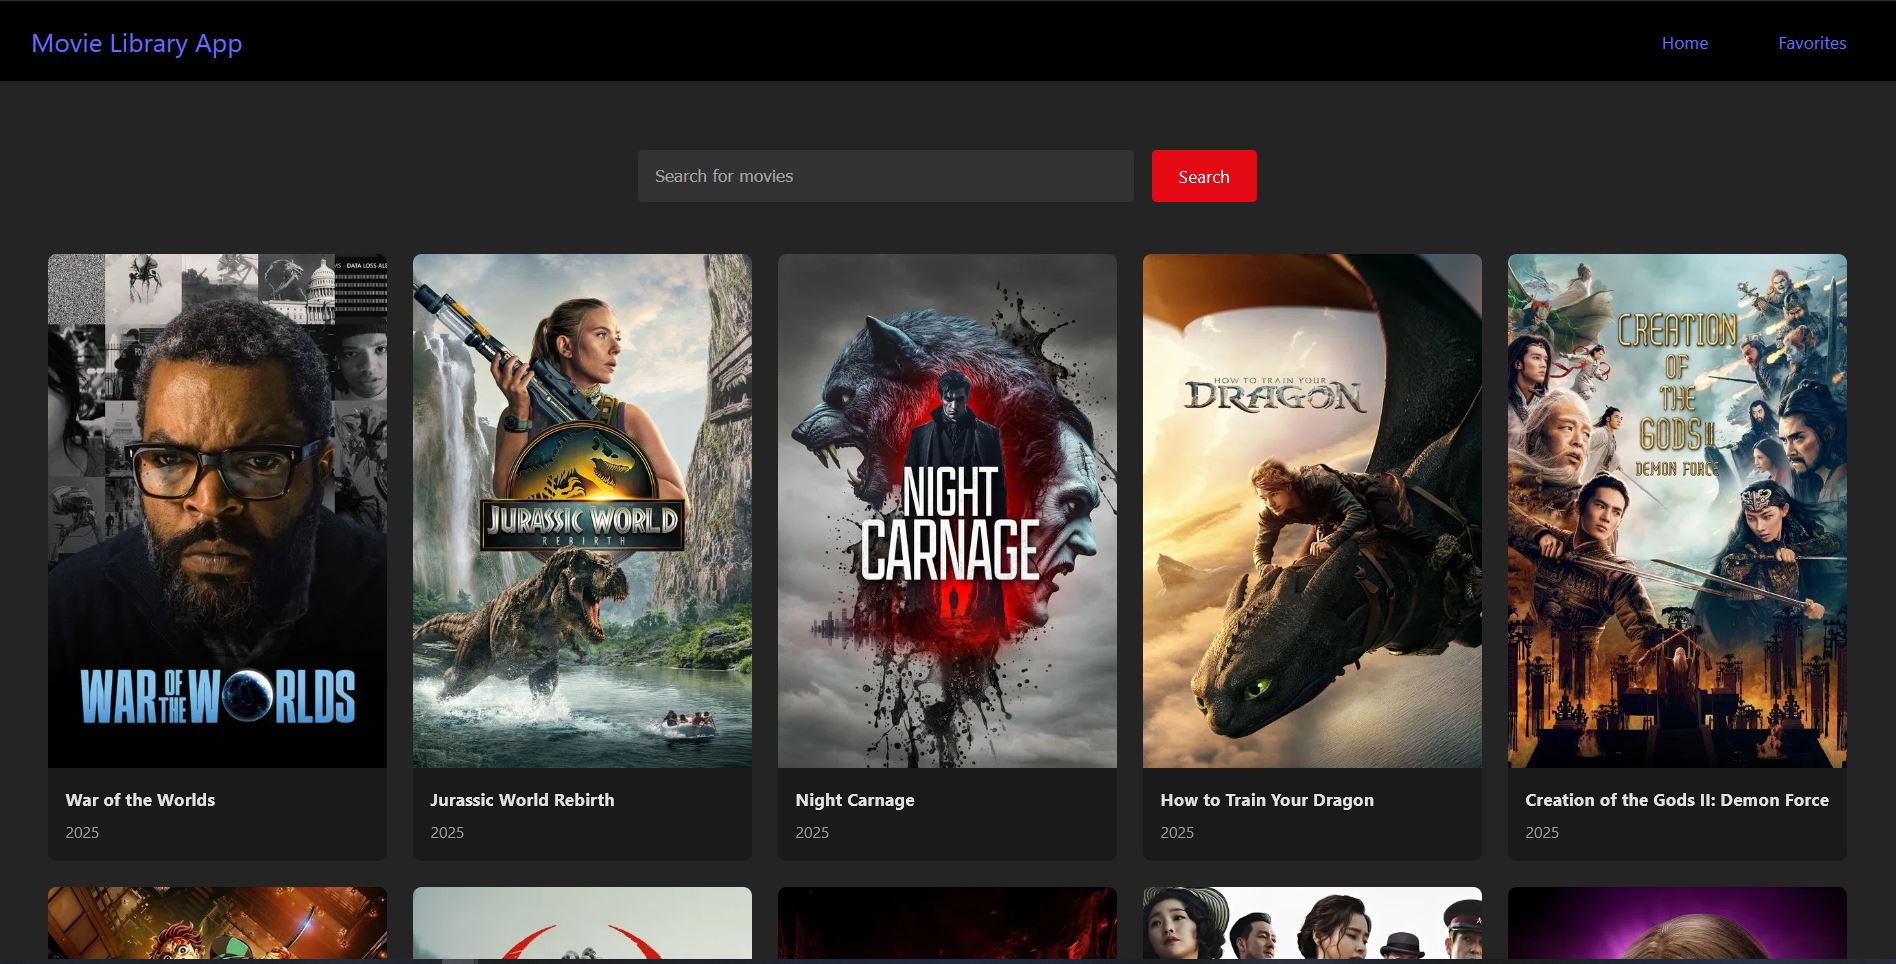 Movie Library App
Home
Favorites
Search for movies
Search
DATA LOSS ALE
WAR OF THE WORLDS
JURASSIC WORLD
REBIRTH
NIGHT
CARNAGE
HOW TO TRAIN YOUR
DRAGON
CREATION
OF
THE
GODS II
DEMON FORCE
War of the Worlds
Jurassic World Rebirth
Night Carnage
How to Train Your Dragon
Creation of the Gods II: Demon Force
2025
2025
2025
2025
2025